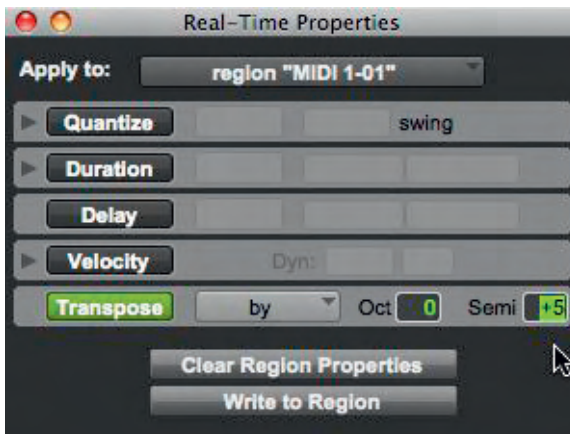 Real-Time Properties
Apply to: region "MIDI 1-01"
Quantize swing
Duration
Delay
Velocity Dyn:
Transpose by Oct 0 Semi +5
Clear Region Properties
Write to Region